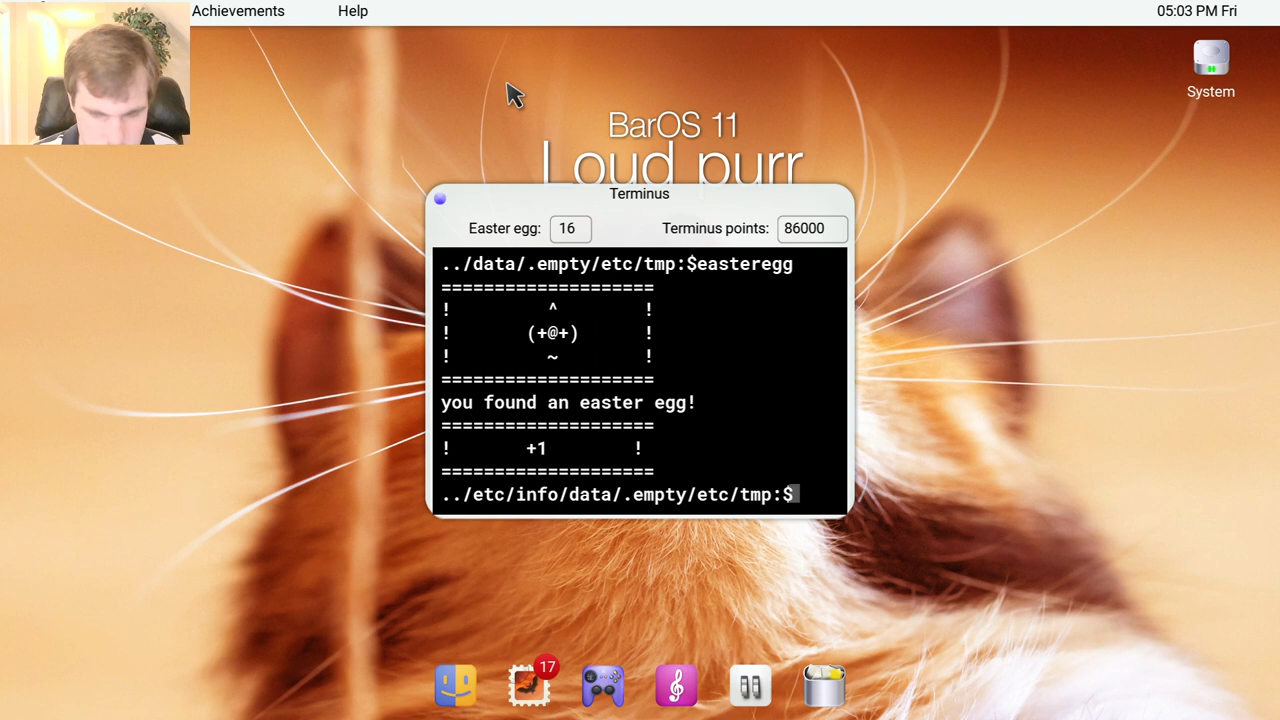 Achievements Help 05:03 PM Fri
System
BarOS 11
Loud purr
Terminus
Easter egg: 16 Terminus points: 86000
../data/.empty/etc/tmp:$easteregg
====================
! ^ !
! (+@+) !
! ~ !
====================
you found an easter egg!
====================
! +1 !
====================
../etc/info/data/.empty/etc/tmp:$
17